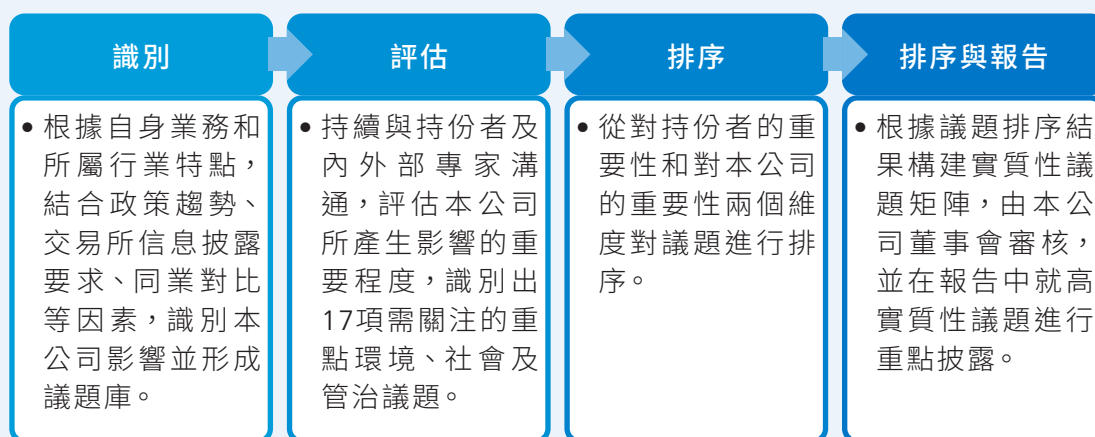 識別
• 根據自身業務和
所屬行業特點，
結合政策趨勢、
交易所信息披露
要求、同業對比
等因素，識別本
公司影響並形成
議題庫。
評估
• 持續與持份者及
內外部專家溝
通，評估本公司
所產生影響的重
要程度，識別出
17項需關注的重
點環境、社會及
管治議題。
排序
• 從對持份者的重
要性和對本公司
的重要性兩個維
度對議題進行排
序。
排序與報告
• 根據議題排序結
果構建實質性議
題矩陣，由本公
司董事會審核，
並在報告中就高
實質性議題進行
重點披露。